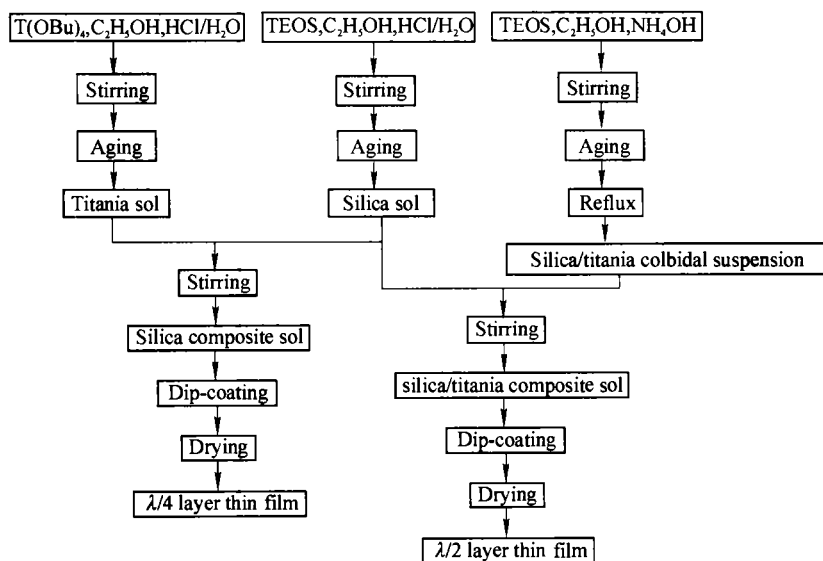 T(OBu)₄,C₂H₅OH,HCl/H₂O
Stirring
Aging
Titania sol
TEOS,C₂H₅OH,HCl/H₂O
Stirring
Aging
Silica sol
TEOS,C₂H₅OH,NH₄OH
Stirring
Aging
Reflux
Silica/titania colbidal suspension
Stirring
Silica composite sol
Dip-coating
Drying
λ/4 layer thin film
Stirring
silica/titania composite sol
Dip-coating
Drying
λ/2 layer thin film